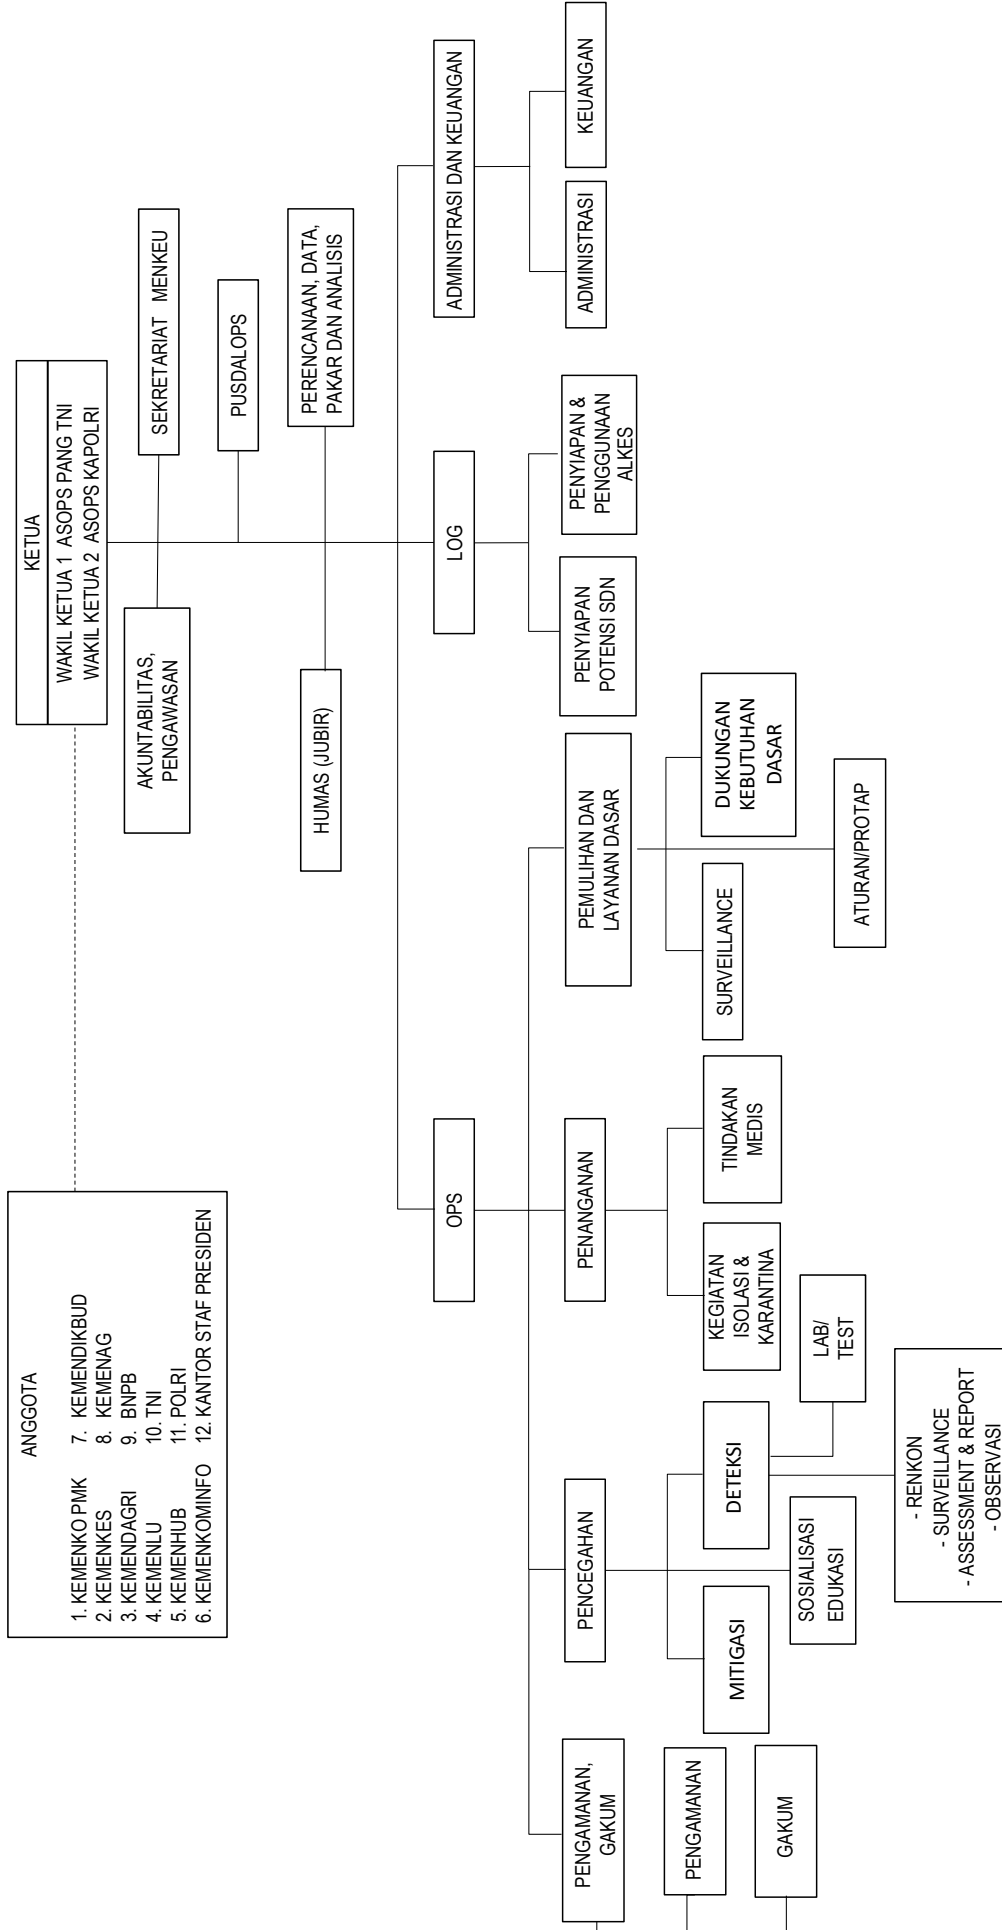 KETUA
WAKIL KETUA 1 ASOPS PANG TNI
WAKIL KETUA 2 ASOPS KAPOLRI
ANGGOTA
1. KEMENKO PMK
2. KEMENKES
3. KEMENDAGRI
4. KEMENLU
5. KEMENHUB
6. KEMENKOMINFO
7. KEMENDIKBUD
8. KEMENAG
9. BNPB
10. TNI
11. POLRI
12. KANTOR STAF PRESIDEN
AKUNTABILITAS,
PENGAWASAN
SEKRETARIAT MENKEU
PUSDALOPS
HUMAS (JUBIR)
PERENCANAAN, DATA,
PAKAR DAN ANALISIS
OPS
LOG
ADMINISTRASI DAN KEUANGAN
PENGAMANAN,
GAKUM
PENCEGAHAN
PENANGANAN
PEMULIHAN DAN
LAYANAN DASAR
PENYIAPAN
POTENSI SDN
PENYIAPAN &
PENGGUNAAN
ALKES
ADMINISTRASI
KEUANGAN
PENGAMANAN
GAKUM
MITIGASI
DETEKSI
SOSIALISASI
EDUKASI
LAB/
TEST
- RENKON
- SURVEILLANCE
- ASSESSMENT & REPORT
- OBSERVASI
KEGIATAN
ISOLASI &
KARANTINA
TINDAKAN
MEDIS
SURVEILLANCE
DUKUNGAN
KEBUTUHAN
DASAR
ATURAN/PROTAP